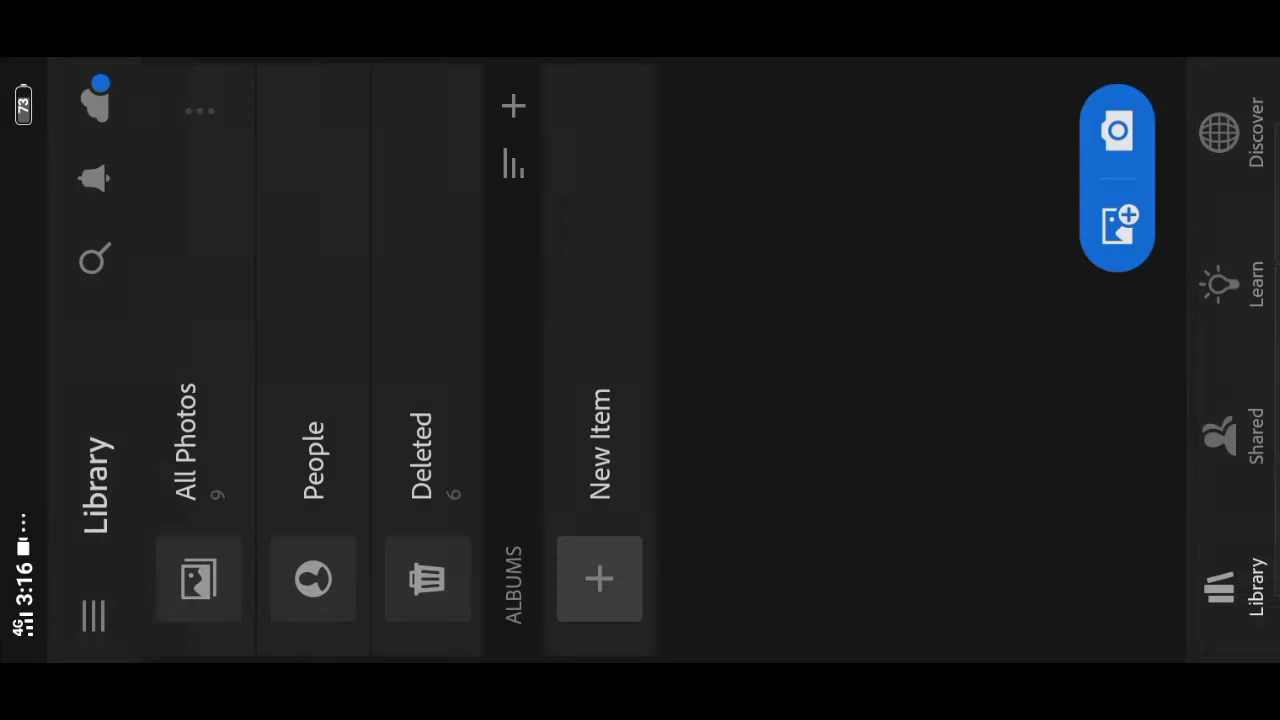 4G 3:16 ... 73
Library
All Photos
9
People
Deleted
6
ALBUMS
New Item
Library Shared Learn Discover